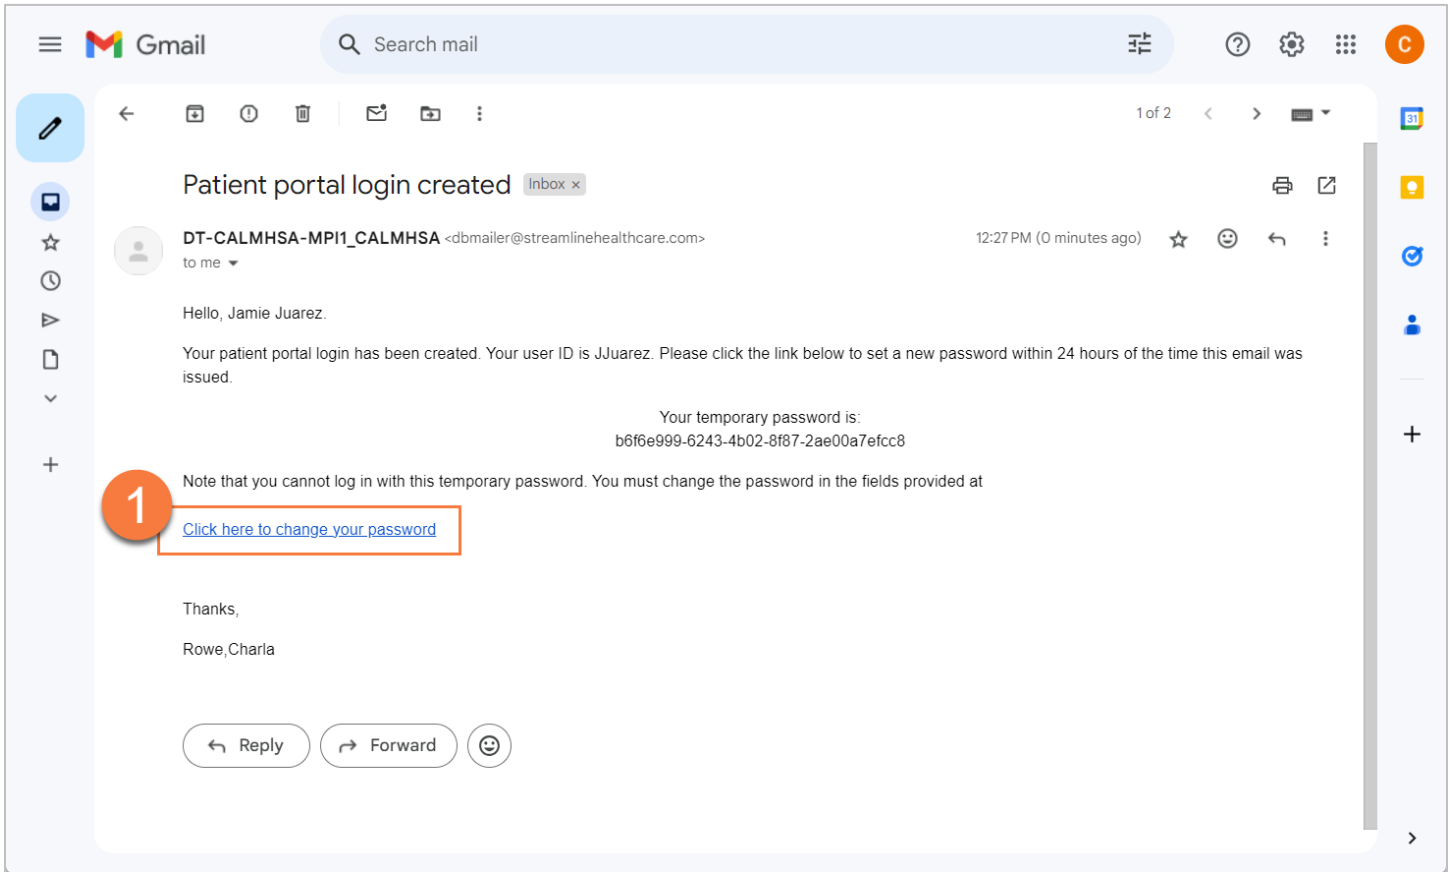 Gmail
Search mail
C
1 of 2
31
Patient portal login created Inbox ×
DT-CALMHSA-MPI1_CALMHSA <dbmailer@streamlinehealthcare.com> 12:27 PM (0 minutes ago)
to me
Hello, Jamie Juarez.
Your patient portal login has been created. Your user ID is JJuarez. Please click the link below to set a new password within 24 hours of the time this email was
issued.
Your temporary password is:
b6f6e999-6243-4b02-8f87-2ae00a7efcc8
Note that you cannot log in with this temporary password. You must change the password in the fields provided at
1
Click here to change your password
Thanks,
Rowe,Charla
Reply Forward